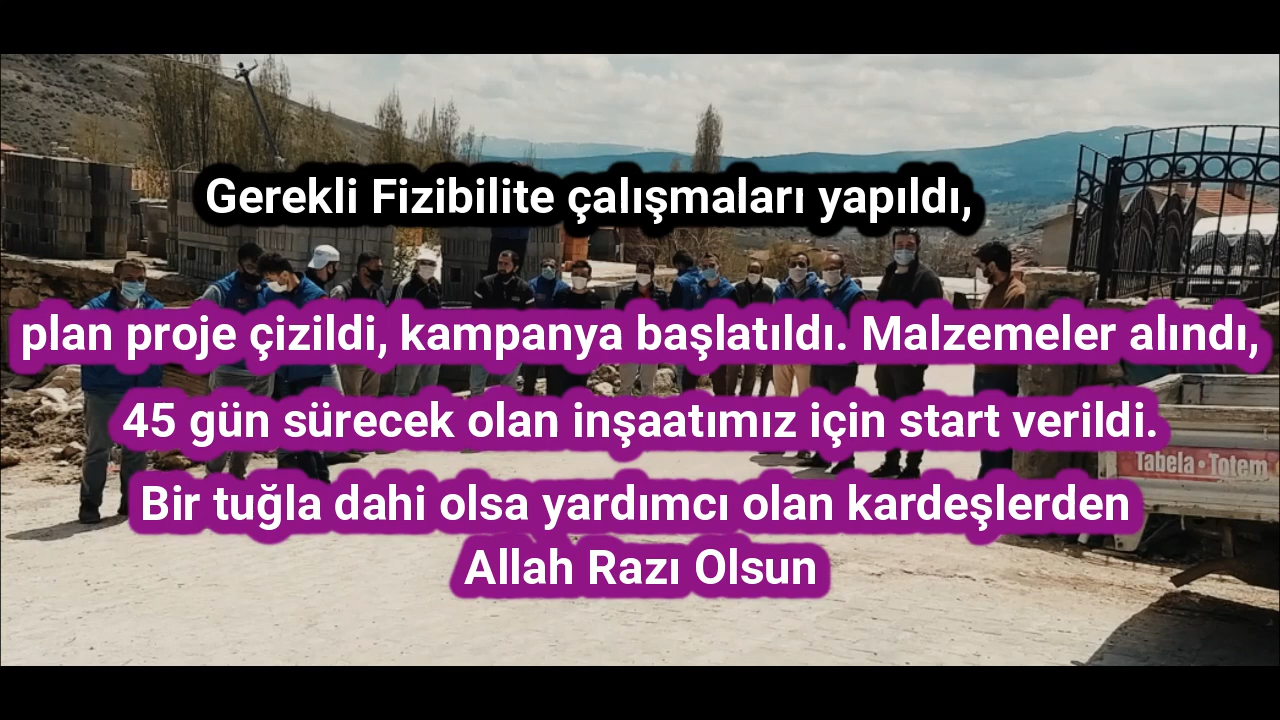 Gerekli Fizibilite çalışmaları yapıldı,
plan proje çizildi, kampanya başlatıldı. Malzemeler alındı,
45 gün sürecek olan inşaatımız için start verildi.
Bir tuğla dahi olsa yardımcı olan kardeşlerden
Allah Razı Olsun
Tabela • Totem